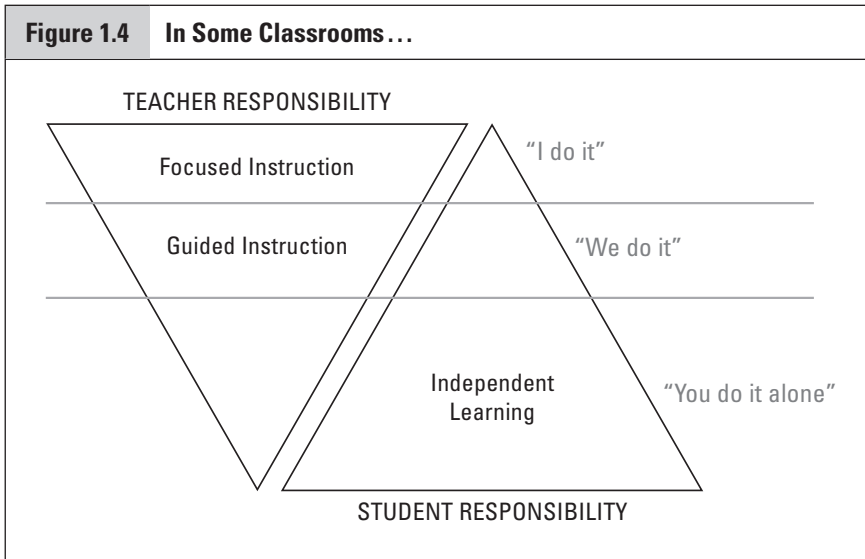 Figure 1.4 In Some Classrooms...
TEACHER RESPONSIBILITY
Focused Instruction
“I do it”
Guided Instruction
“We do it”
Independent
Learning
“You do it alone”
STUDENT RESPONSIBILITY